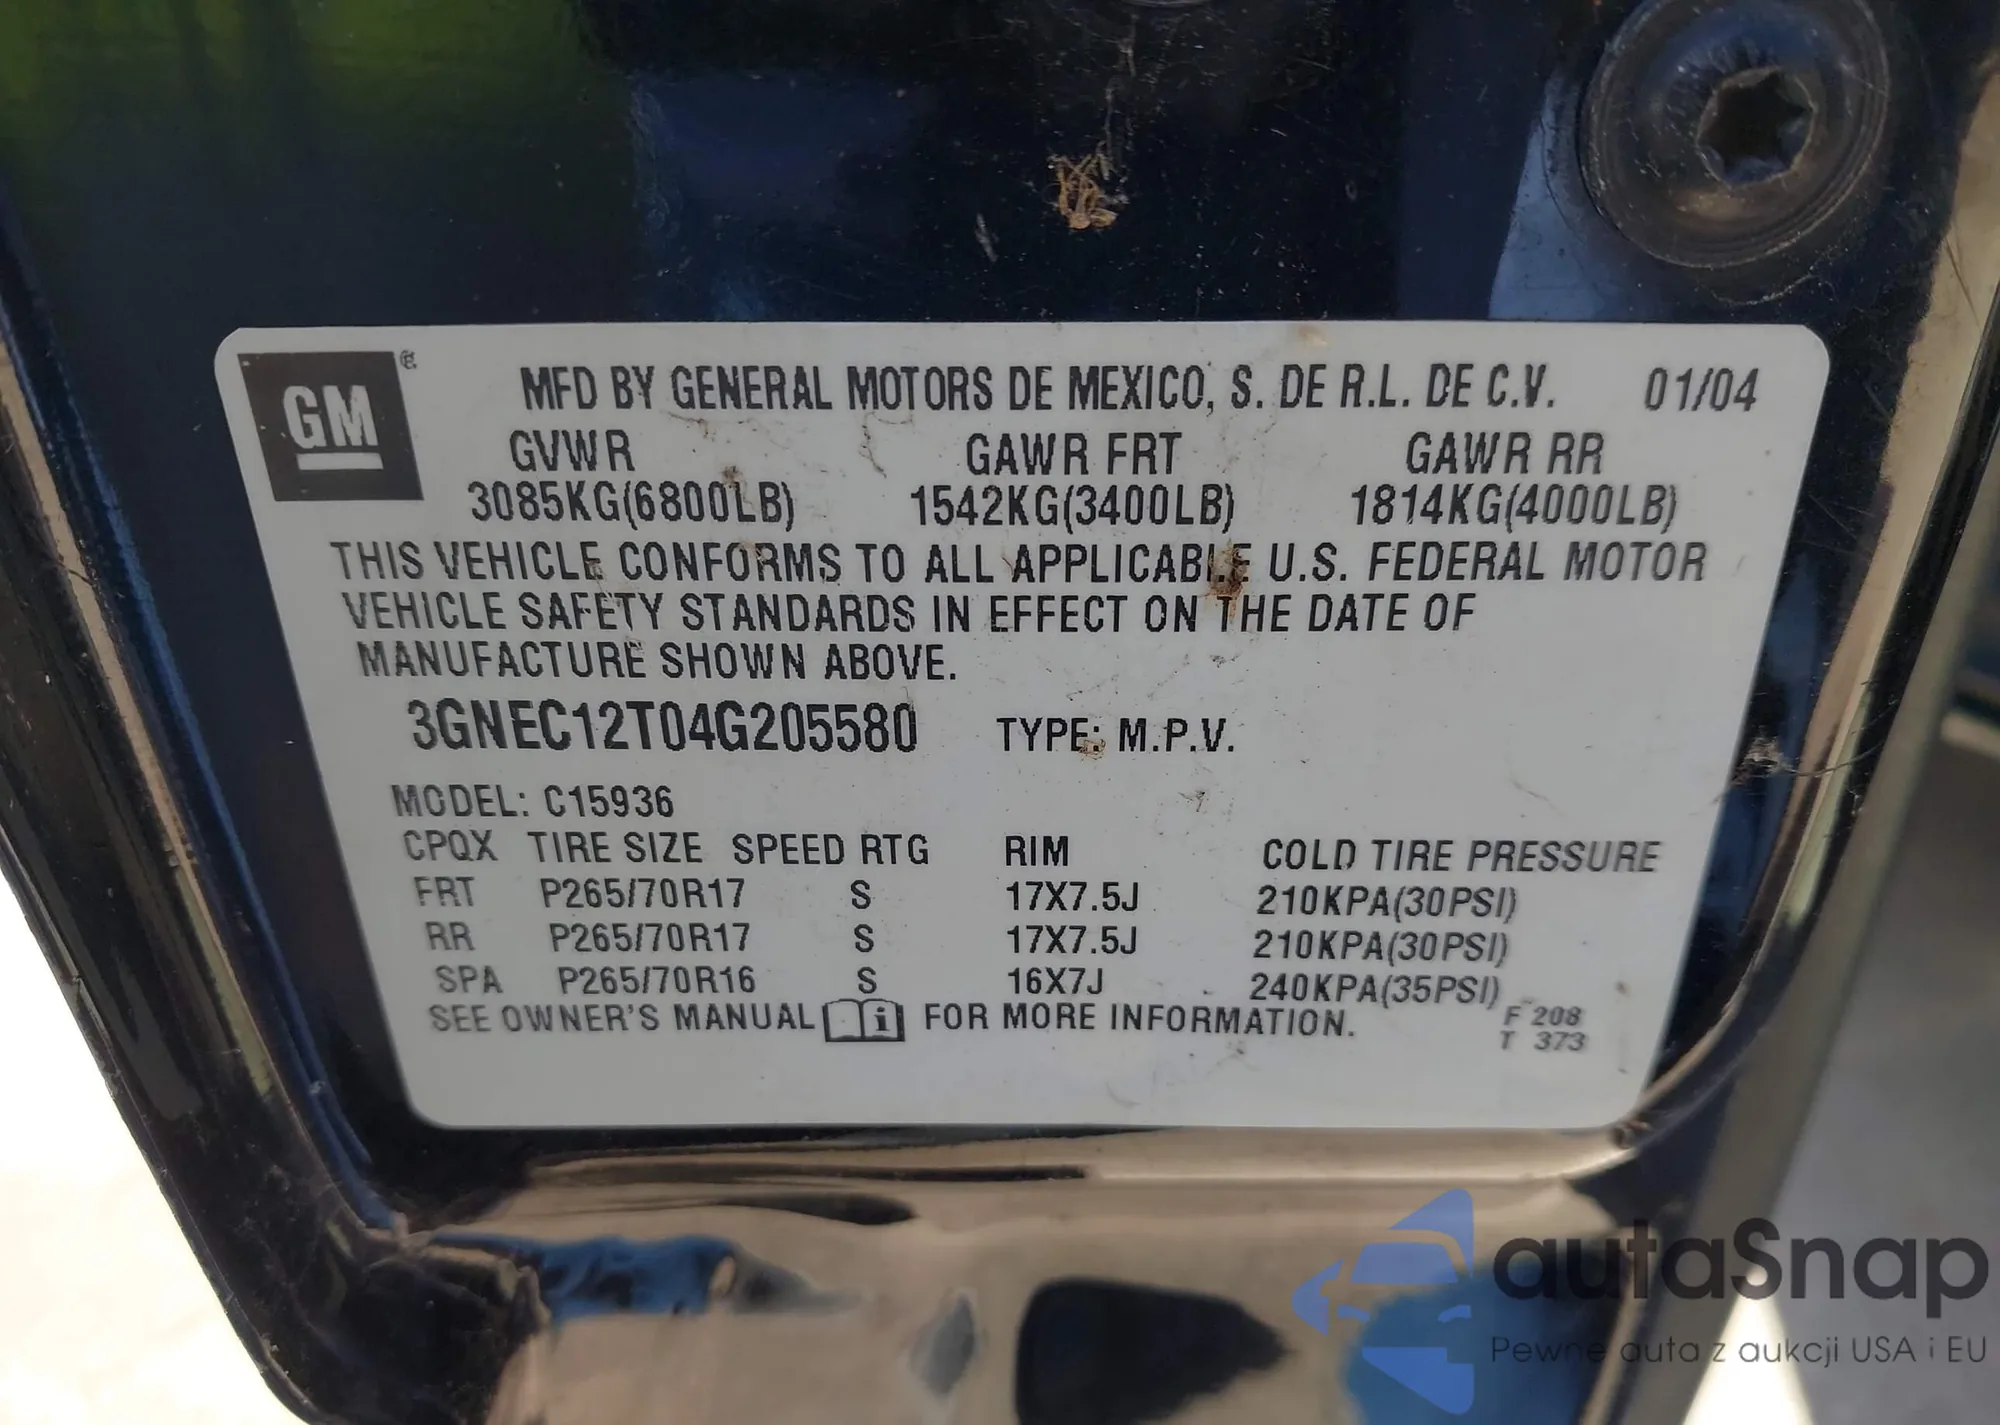 GM ®
MFD BY GENERAL MOTORS DE MEXICO, S. DE R.L. DE C.V. 01/04
GVWR GAWR FRT GAWR RR
3085KG(6800LB) 1542KG(3400LB) 1814KG(4000LB)
THIS VEHICLE CONFORMS TO ALL APPLICABLE U.S. FEDERAL MOTOR
VEHICLE SAFETY STANDARDS IN EFFECT ON THE DATE OF
MANUFACTURE SHOWN ABOVE.
3GNEC12T04G205580 TYPE: M.P.V.
MODEL: C15936
CPQX TIRE SIZE SPEED RTG RIM COLD TIRE PRESSURE
FRT P265/70R17 S 17X7.5J 210KPA(30PSI)
RR P265/70R17 S 17X7.5J 210KPA(30PSI)
SPA P265/70R16 S 16X7J 240KPA(35PSI)
SEE OWNER'S MANUAL i FOR MORE INFORMATION.
F 208
T 373
autaSnap
Pewne auta z aukcji USA i EU